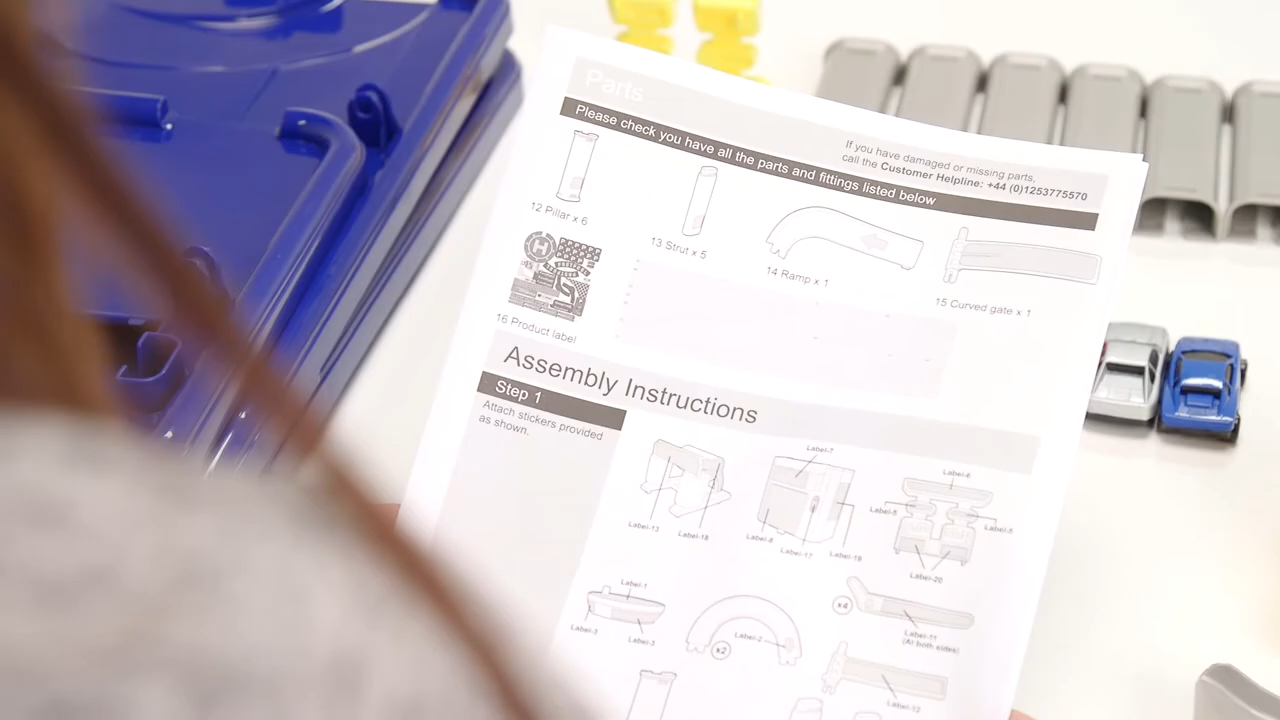 Parts
If you have damaged or missing parts,
call the Customer Helpline: +44 (0)1253775570
Please check you have all the parts and fittings listed below
12 Pillar x 6
13 Strut x 5
14 Ramp x 1
15 Curved gate x 1
H
16 Product label
Assembly Instructions
Step 1
Attach stickers provided
as shown.
Label-13
Label-18
Label-7
Label-8
Label-17
Label-19
Label-6
Label-5
Label-5
Label-20
Label-1
Label-3
Label-3
Label-2
x2
x4
Label-11
(At both sides)
Label-12